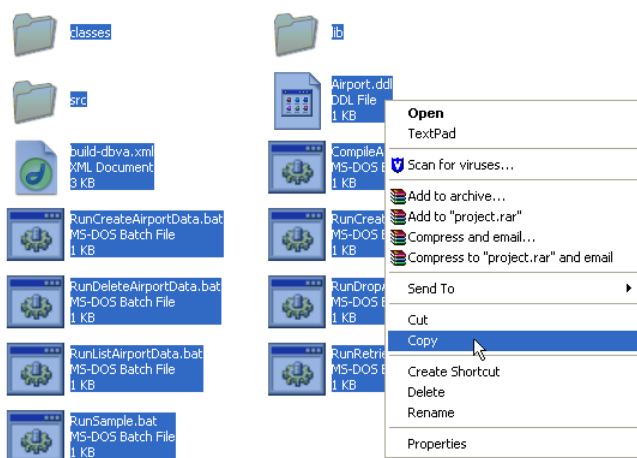 classes
lib
src
Airport.ddl
DDL File
1 KB
build-dbva.xml
XML Document
3 KB
CompileA
MS-DOS
1 KB
RunCreateAirportData.bat
MS-DOS Batch File
1 KB
RunCreat
MS-DOS
1 KB
RunDeleteAirportData.bat
MS-DOS Batch File
1 KB
RunDrop
MS-DOS
1 KB
RunListAirportData.bat
MS-DOS Batch File
1 KB
RunRetrie
MS-DOS
1 KB
RunSample.bat
MS-DOS Batch File
1 KB
Open
TextPad
Scan for viruses...
Add to archive...
Add to "project.rar"
Compress and email...
Compress to "project.rar" and email
Send To
Cut
Copy
Create Shortcut
Delete
Rename
Properties